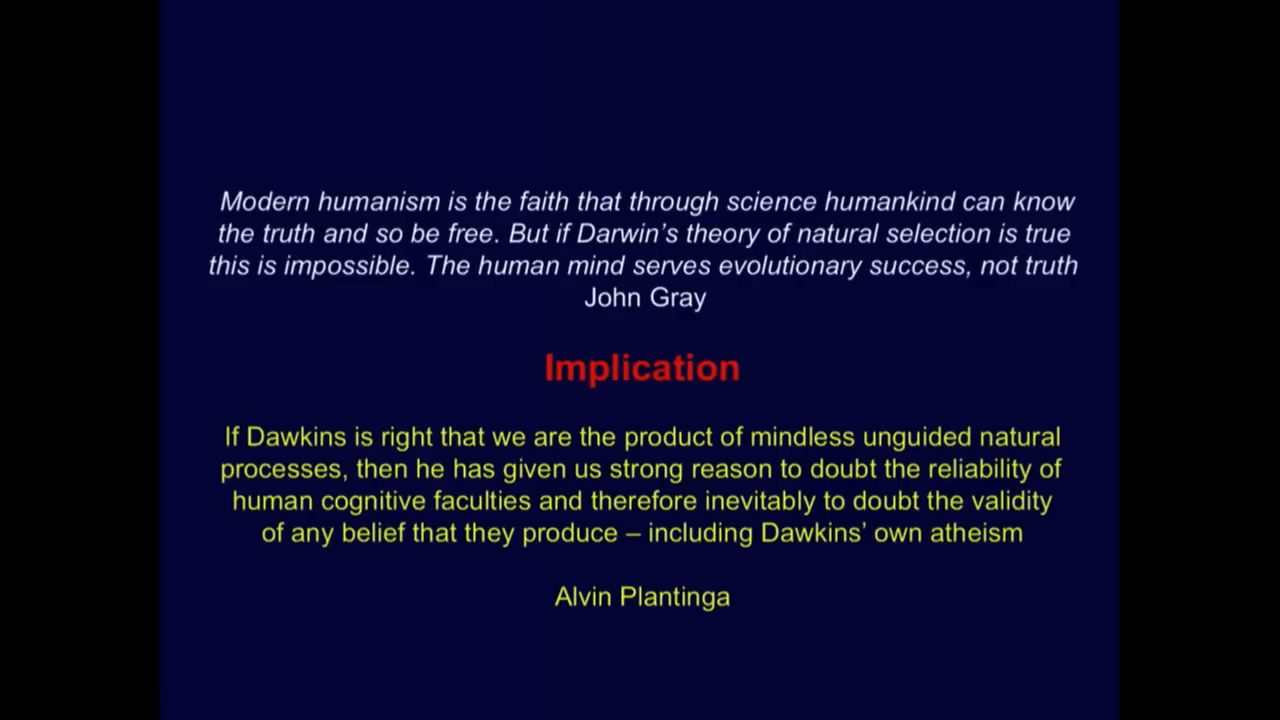 Modern humanism is the faith that through science humankind can know
the truth and so be free. But if Darwin’s theory of natural selection is true
this is impossible. The human mind serves evolutionary success, not truth
John Gray
Implication
If Dawkins is right that we are the product of mindless unguided natural
processes, then he has given us strong reason to doubt the reliability of
human cognitive faculties and therefore inevitably to doubt the validity
of any belief that they produce – including Dawkins’ own atheism
Alvin Plantinga